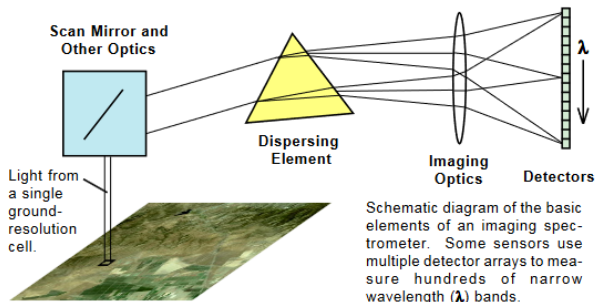 Scan Mirror and
Other Optics
λ
Dispersing
Element
Imaging
Optics
Detectors
Light from
a single
ground-
resolution
cell.
Schematic diagram of the basic
elements of an imaging spec-
trometer. Some sensors use
multiple detector arrays to mea-
sure hundreds of narrow
wavelength (λ) bands.